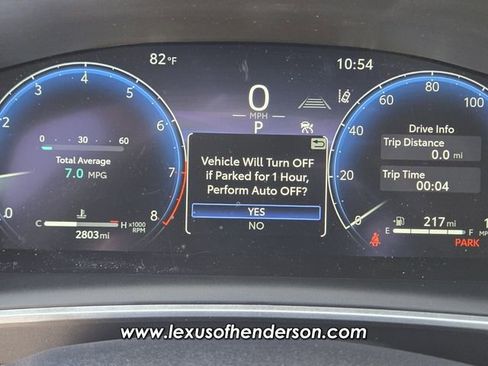 82°F
10:54
2
3
4
5
6
7
8
0
0 30 60
Total Average
7.0 MPG
C H x1000 RPM
2803 mi
0
MPH
P
Vehicle Will Turn OFF
if Parked for 1 Hour,
Perform Auto OFF?
YES
NO
0
20
40
60
80
100
Drive Info
Trip Distance
0.0 mi
Trip Time
00:04
217 mi
E F
PARK
www.lexusofhenderson.com